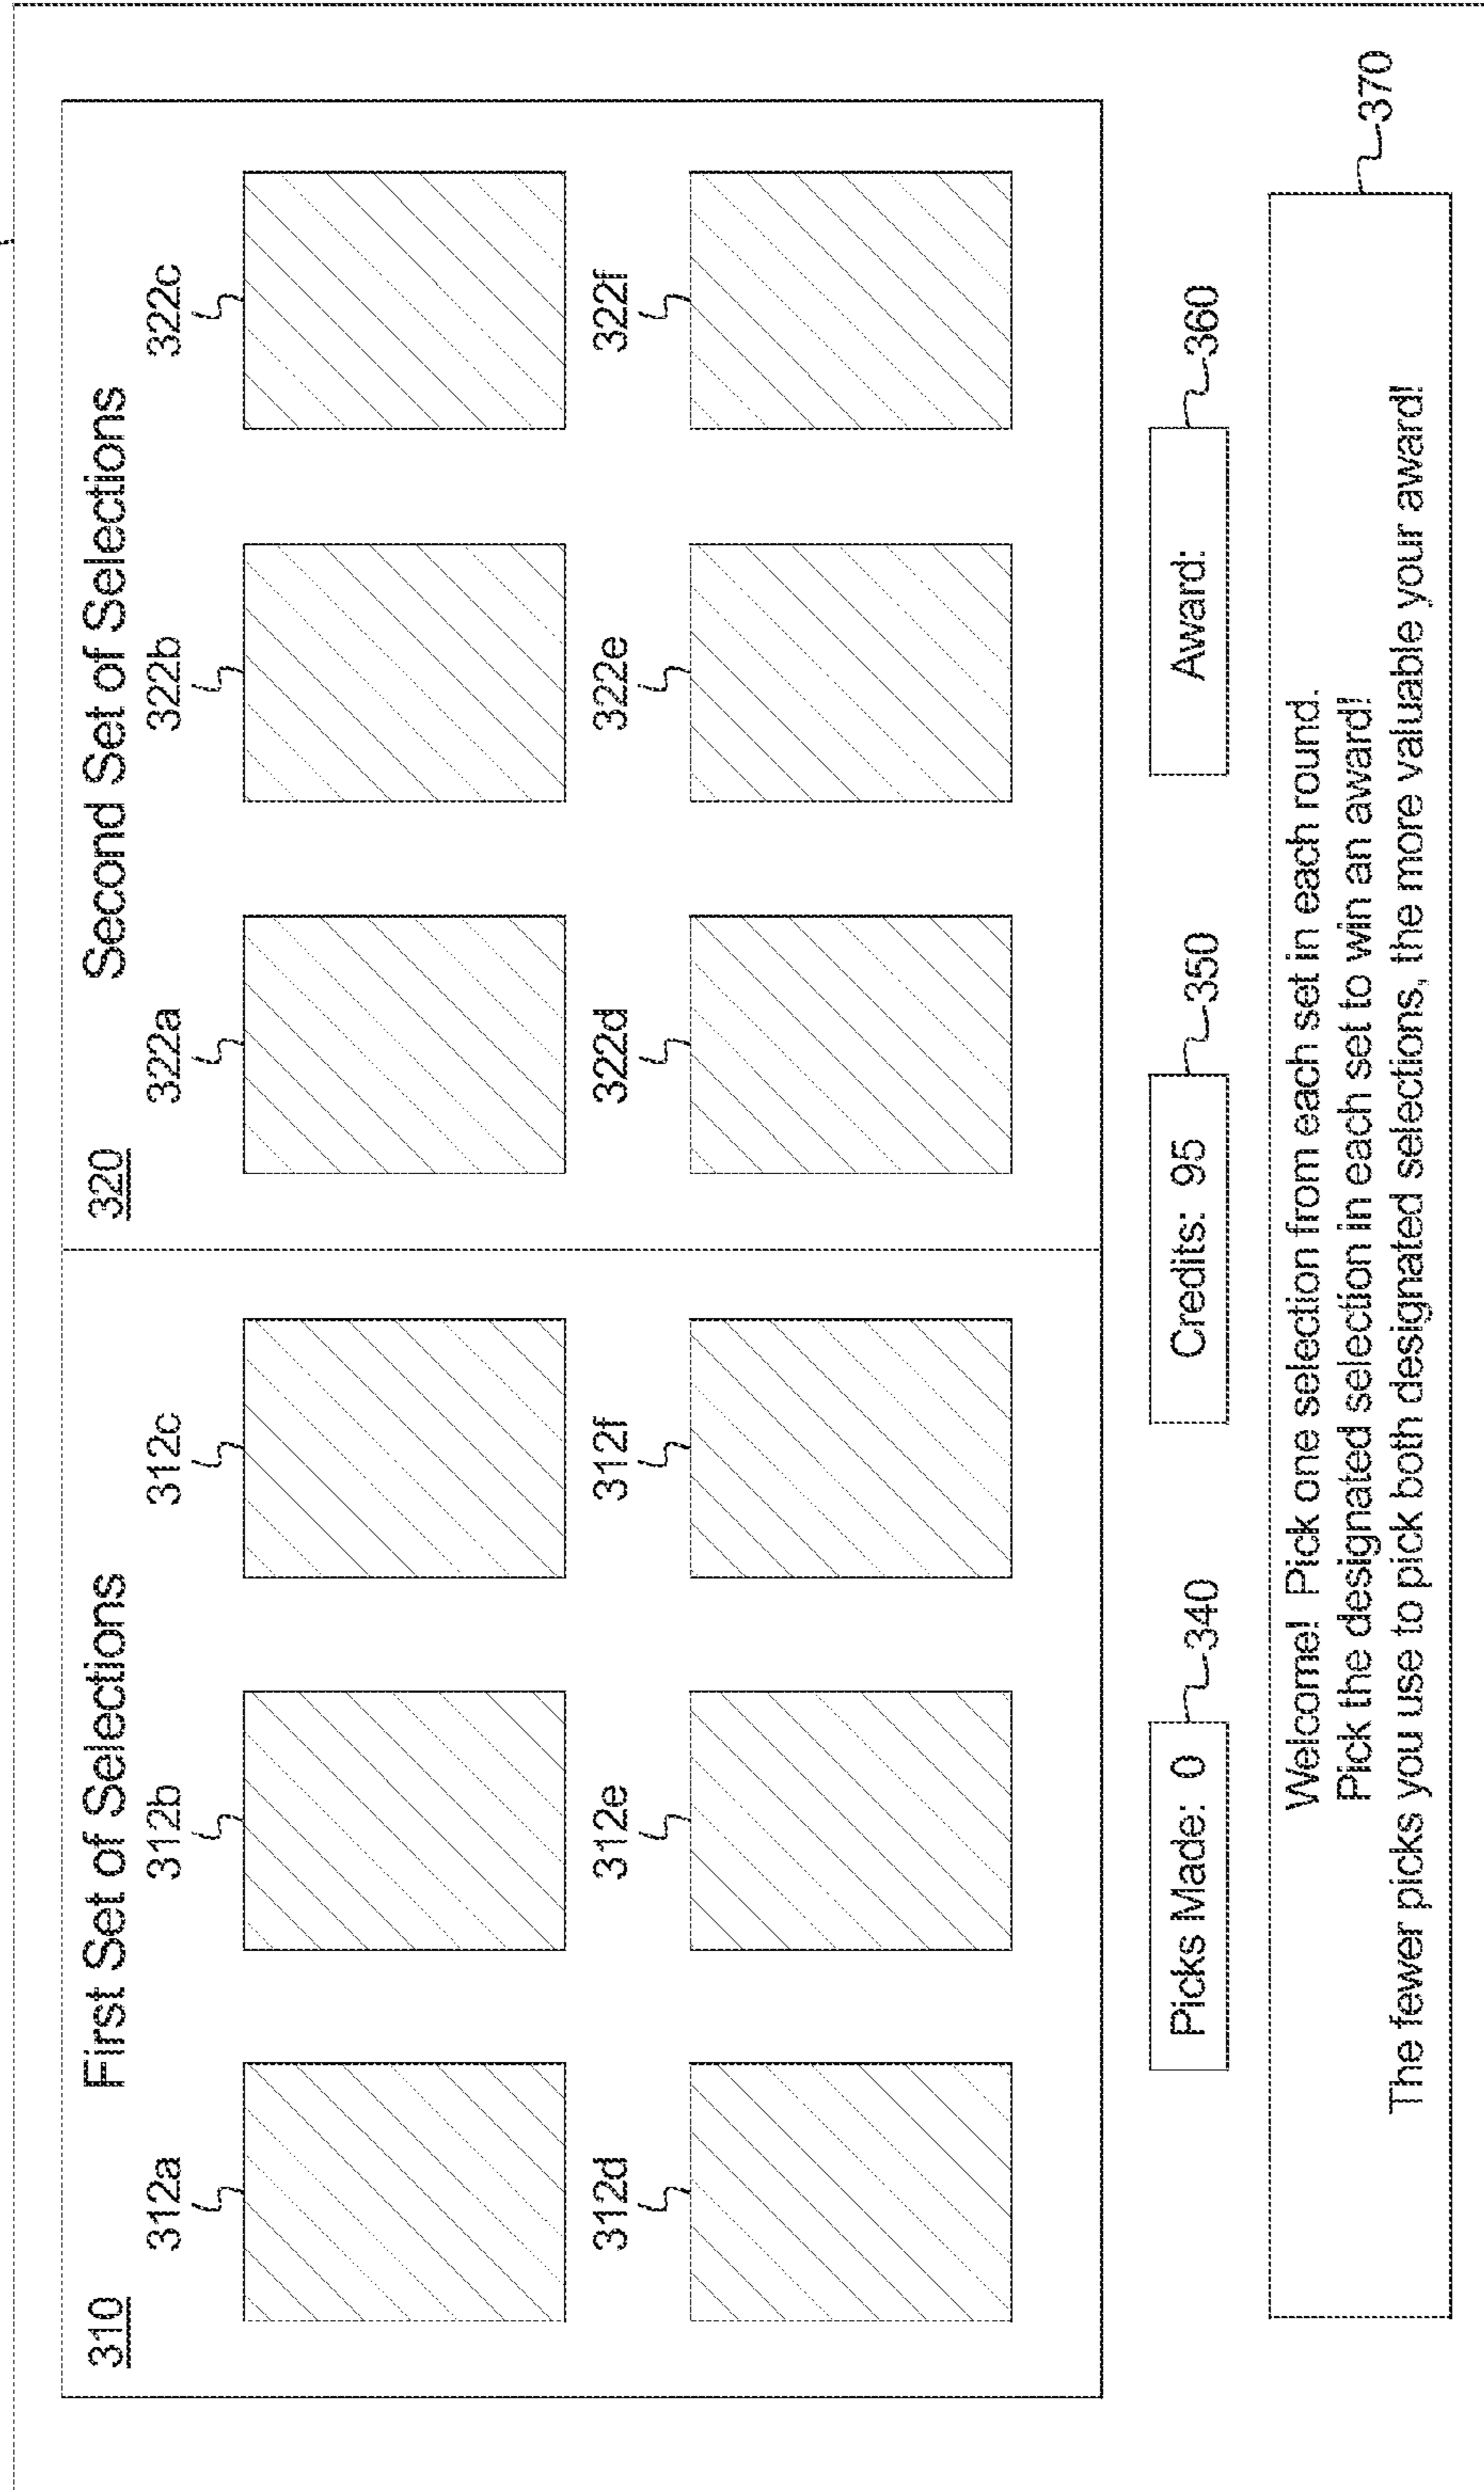 310 First Set of Selections
312a 312b 312c
312d 312e 312f
320 Second Set of Selections
322a 322b 322c
322d 322e 322f
Picks Made: 0 340
Credits: 95 350
Award: 360
Welcome! Pick one selection from each set in each round.
Pick the designated selection in each set to win an award!
The fewer picks you use to pick both designated selections, the more valuable your award!
370